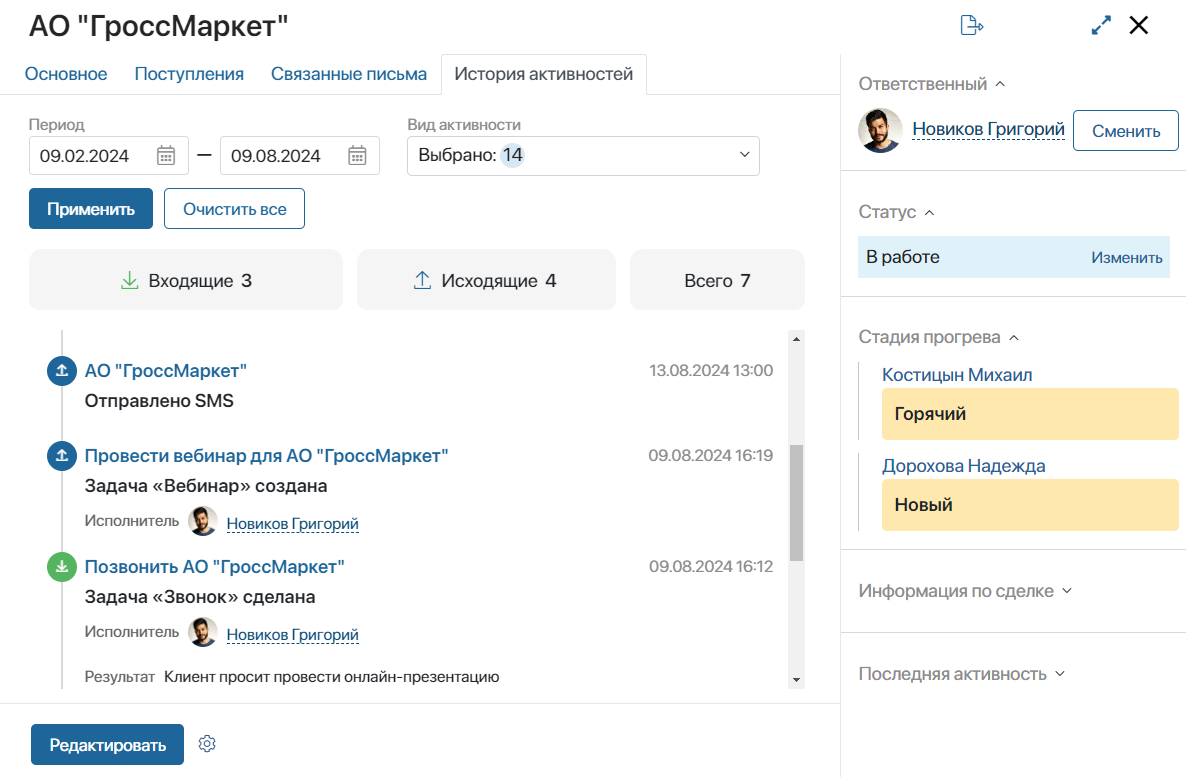 АО "ГроссМаркет"
Основное
Поступления
Связанные письма
История активностей
Период
Вид активности
09.02.2024 — 09.08.2024
Выбрано: 14
Применить
Очистить все
Входящие 3
Исходящие 4
Всего 7
АО "ГроссМаркет" 13.08.2024 13:00
Отправлено SMS
Провести вебинар для АО "ГроссМаркет" 09.08.2024 16:19
Задача «Вебинар» создана
Исполнитель Новиков Григорий
Позвонить АО "ГроссМаркет" 09.08.2024 16:12
Задача «Звонок» сделана
Исполнитель Новиков Григорий
Результат Клиент просит провести онлайн-презентацию
Редактировать
Ответственный
Новиков Григорий
Сменить
Статус
В работе
Изменить
Стадия прогрева
Костицын Михаил
Горячий
Дорохова Надежда
Новый
Информация по сделке
Последняя активность